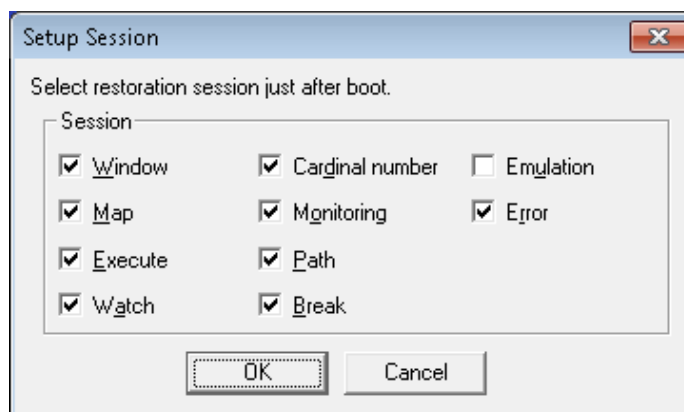 Setup Session
Select restoration session just after boot.
Session
Window Cardinal number Emulation
Map Monitoring Error
Execute Path
Watch Break
OK Cancel